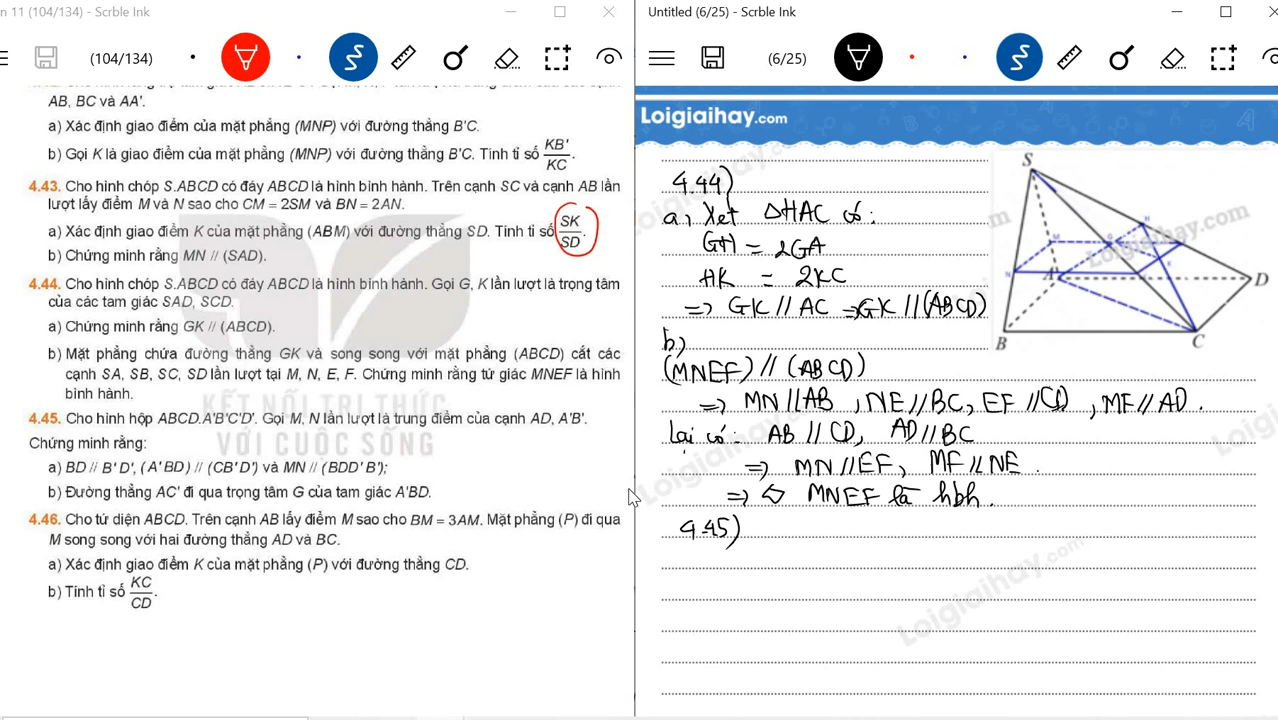 n 11 (104/134) - Scrble Ink
(104/134)
AB, BC và AA'.
a) Xác định giao điểm của mặt phẳng (MNP) với đường thẳng B'C.
b) Gọi K là giao điểm của mặt phẳng (MNP) với đường thẳng B'C. Tính tỉ số KB'/KC.
4.43. Cho hình chóp S.ABCD có đáy ABCD là hình bình hành. Trên cạnh SC và cạnh AB lần
lượt lấy điểm M và N sao cho CM = 2SM và BN = 2AN.
a) Xác định giao điểm K của mặt phẳng (ABM) với đường thẳng SD. Tính tỉ số SK/SD.
b) Chứng minh rằng MN // (SAD).
4.44. Cho hình chóp S.ABCD có đáy ABCD là hình bình hành. Gọi G, K lần lượt là trọng tâm
của các tam giác SAD, SCD.
a) Chứng minh rằng GK // (ABCD).
b) Mặt phẳng chứa đường thẳng GK và song song với mặt phẳng (ABCD) cắt các
cạnh SA, SB, SC, SD lần lượt tại M, N, E, F. Chứng minh rằng tứ giác MNEF là hình
bình hành.
KẾT NỐI TRI THỨC
VỚI CUỘC SỐNG
4.45. Cho hình hộp ABCD.A'B'C'D'. Gọi M, N lần lượt là trung điểm của cạnh AD, A'B'.
Chứng minh rằng:
a) BD // B'D', (A'BD) // (CB'D') và MN // (BDD'B');
b) Đường thẳng AC' đi qua trọng tâm G của tam giác A'BD.
4.46. Cho tứ diện ABCD. Trên cạnh AB lấy điểm M sao cho BM = 3AM. Mặt phẳng (P) đi qua
M song song với hai đường thẳng AD và BC.
a) Xác định giao điểm K của mặt phẳng (P) với đường thẳng CD.
b) Tính tỉ số KC/CD.
Untitled (6/25) - Scrble Ink
(6/25)
Loigiaihay.com
4.44)
a, Xét ΔHAC có:
GH = 2GA
HK = 2KC
=> GK // AC => GK // (ABCD)
b)
(MNEF) // (ABCD)
=> MN // AB, NE // BC, EF // CD, MF // AD.
lại có: AB // CD, AD // BC
=> MN // EF, MF // NE.
=> ◇ MNEF là hbh.
4.45)
S
H
M
G
K
N
A
D
B
C
Loigiaihay.com